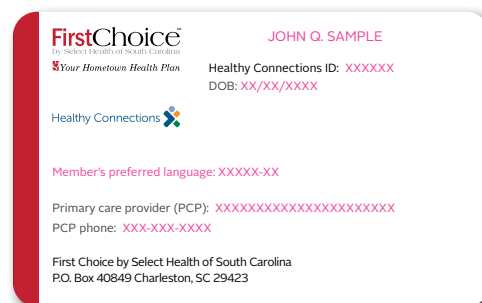 FirstChoice™
by Select Health of South Carolina
Your Hometown Health Plan
JOHN Q. SAMPLE
Healthy Connections ID: XXXXXX
DOB: XX/XX/XXXX
Healthy Connections
Member's preferred language: XXXXX-XX
Primary care provider (PCP): XXXXXXXXXXXXXXXXXXXXXX
PCP phone: XXX-XXX-XXXX
First Choice by Select Health of South Carolina
P.O. Box 40849 Charleston, SC 29423